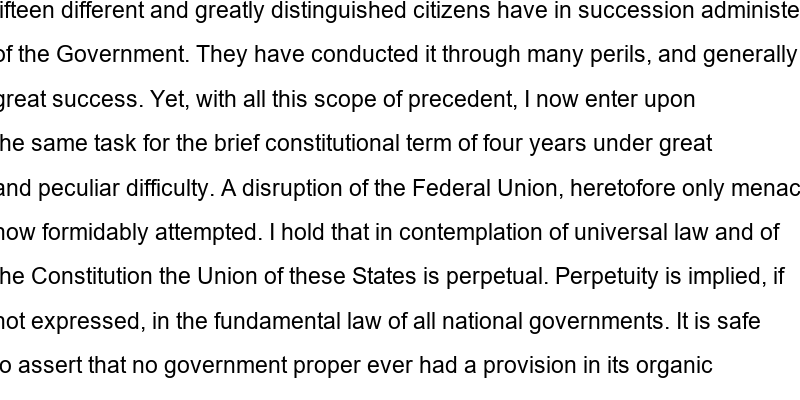 ifteen different and greatly distinguished citizens have in succession administe
of the Government. They have conducted it through many perils, and generally
great success. Yet, with all this scope of precedent, I now enter upon
he same task for the brief constitutional term of four years under great
and peculiar difficulty. A disruption of the Federal Union, heretofore only menac
now formidably attempted. I hold that in contemplation of universal law and of
he Constitution the Union of these States is perpetual. Perpetuity is implied, if
not expressed, in the fundamental law of all national governments. It is safe
o assert that no government proper ever had a provision in its organic